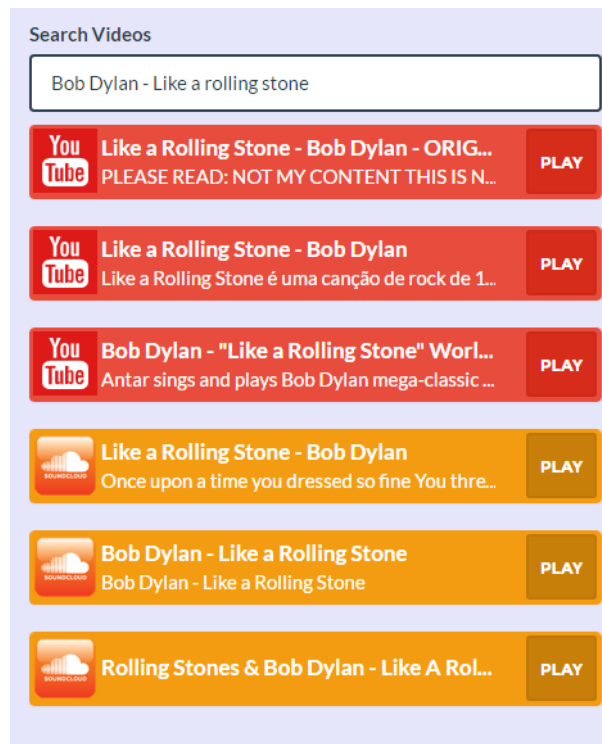 Search Videos
Bob Dylan - Like a rolling stone
You
Tube
Like a Rolling Stone - Bob Dylan - ORIG...
PLEASE READ: NOT MY CONTENT THIS IS N...
PLAY
You
Tube
Like a Rolling Stone - Bob Dylan
Like a Rolling Stone é uma canção de rock de 1...
PLAY
You
Tube
Bob Dylan - "Like a Rolling Stone" Worl...
Antar sings and plays Bob Dylan mega-classic ...
PLAY
SOUNDCLOUD
Like a Rolling Stone - Bob Dylan
Once upon a time you dressed so fine You thre...
PLAY
SOUNDCLOUD
Bob Dylan - Like a Rolling Stone
Bob Dylan - Like a Rolling Stone
PLAY
SOUNDCLOUD
Rolling Stones & Bob Dylan - Like A Rol...
PLAY